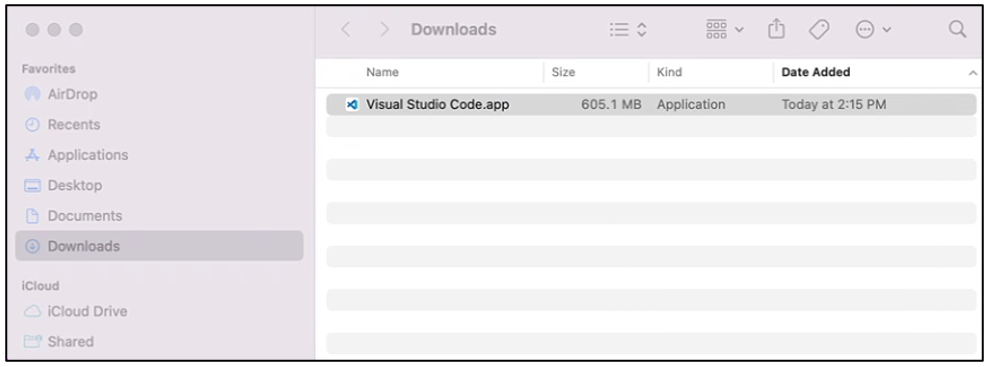 Downloads
Favorites
AirDrop
Recents
Applications
Desktop
Documents
Downloads
iCloud
iCloud Drive
Shared
Name Size Kind Date Added
Visual Studio Code.app 605.1 MB Application Today at 2:15 PM